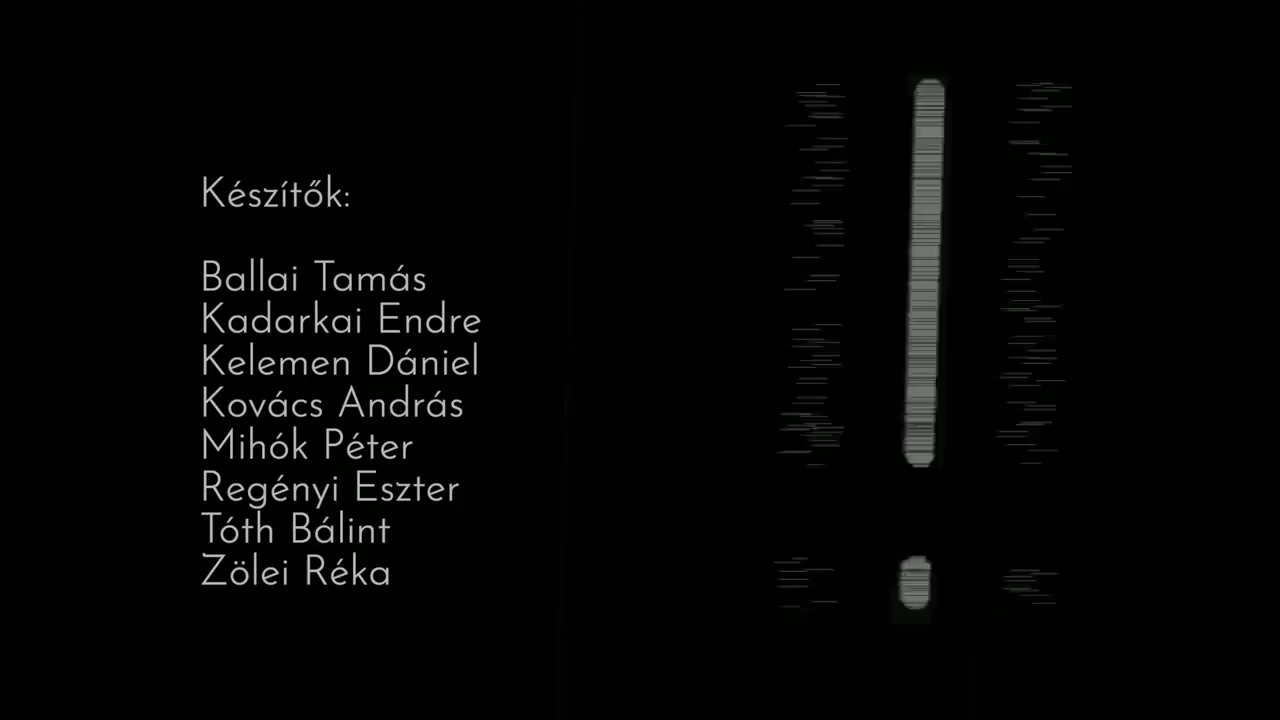 Készítők:
Ballai Tamás
Kadarkai Endre
Kelemen Dániel
Kovács András
Mihók Péter
Regényi Eszter
Tóth Bálint
Zölei Réka